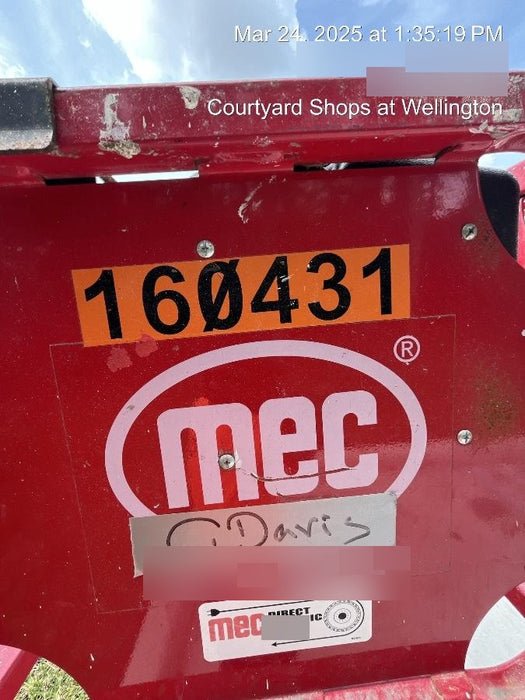 Mar 24, 2025 at 1:35:19 PM
Courtyard Shops at Wellington
160431
®
mec
Davis
mec DIRECT